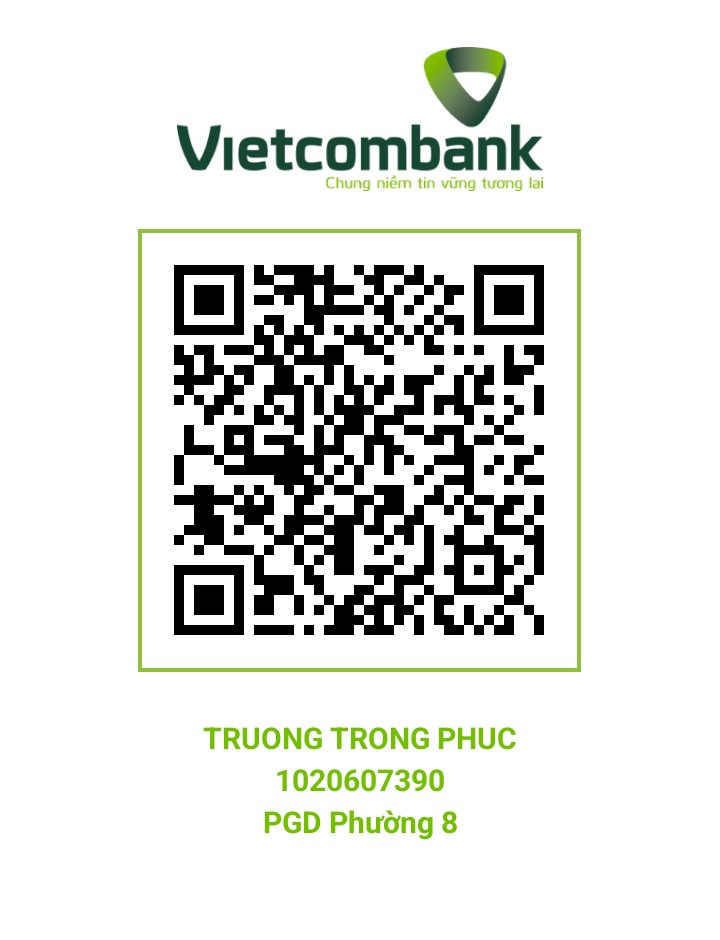 Vietcombank
Chung niềm tin vững tương lai
TRUONG TRONG PHUC
1020607390
PGD Phường 8